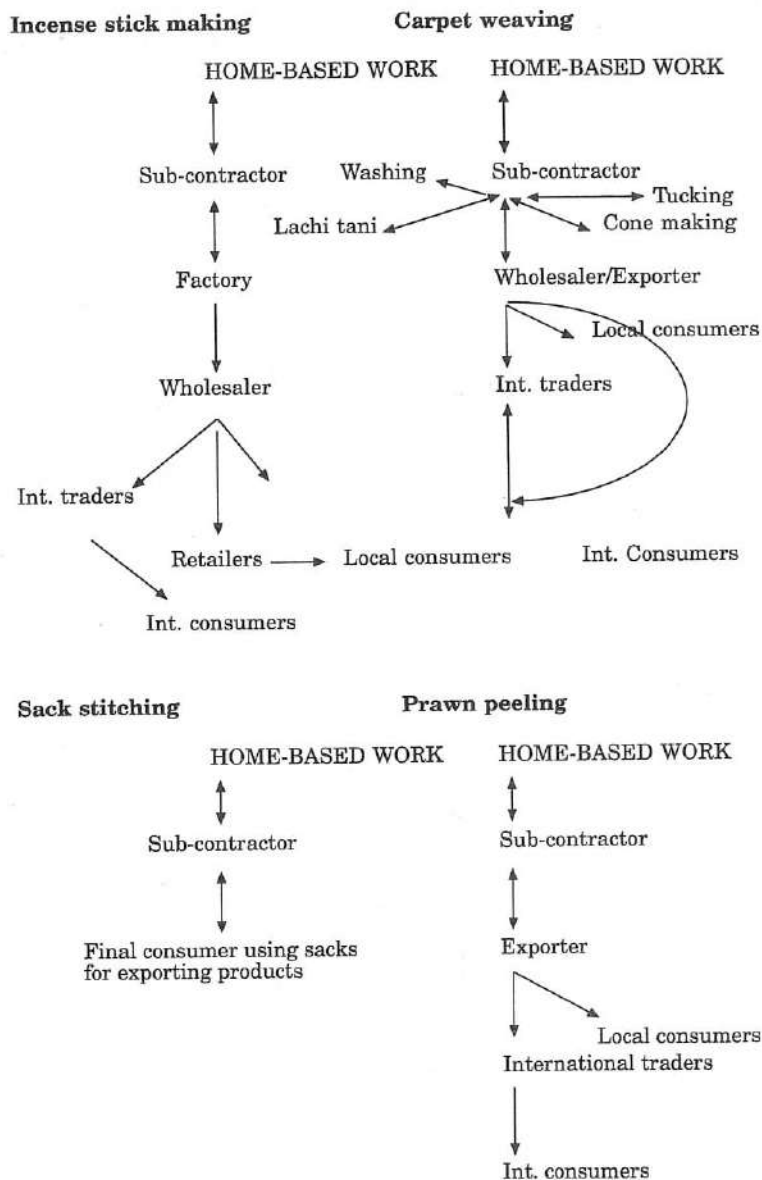 Incense stick making
HOME-BASED WORK
Sub-contractor
Factory
Wholesaler
Int. traders
Retailers
Local consumers
Int. consumers
Carpet weaving
HOME-BASED WORK
Washing
Sub-contractor
Tucking
Lachi tani
Cone making
Wholesaler/Exporter
Local consumers
Int. traders
Int. Consumers
Sack stitching
HOME-BASED WORK
Sub-contractor
Final consumer using sacks
for exporting products
Prawn peeling
HOME-BASED WORK
Sub-contractor
Exporter
Local consumers
International traders
Int. consumers